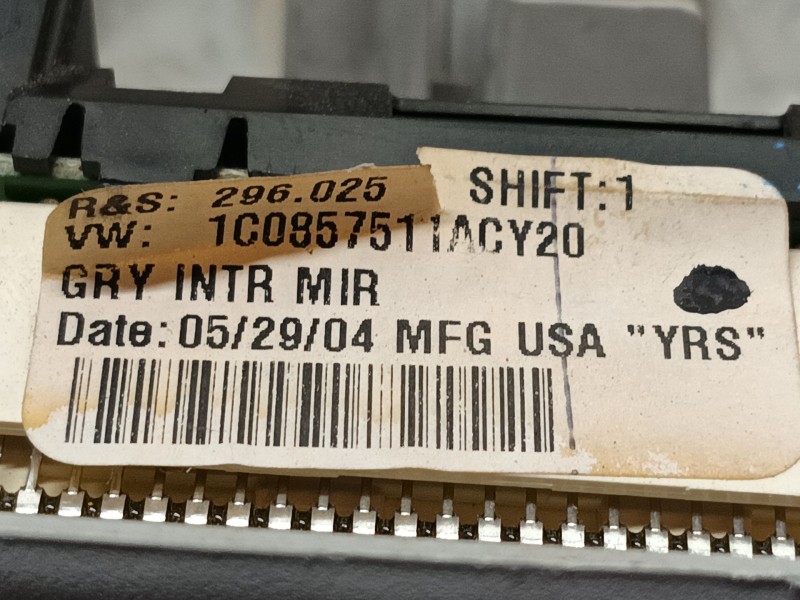 R&S: 296.025 SHIFT:1
VW: 1C0857511ACY20
GRY INTR MIR
Date: 05/29/04 MFG USA "YRS"